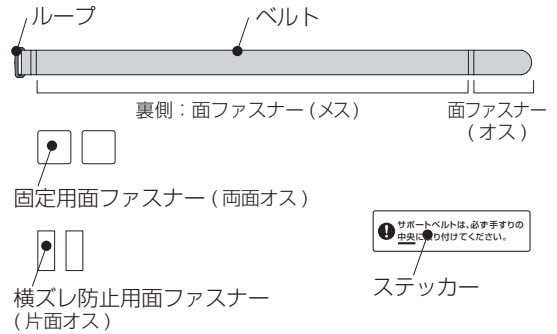 ループ
ベルト
裏側：面ファスナー(メス)
面ファスナー
(オス)
固定用面ファスナー(両面オス)
サポートベルトは、必ず手すりの
中央に取り付けてください。
ステッカー
横ズレ防止用面ファスナー
(片面オス)